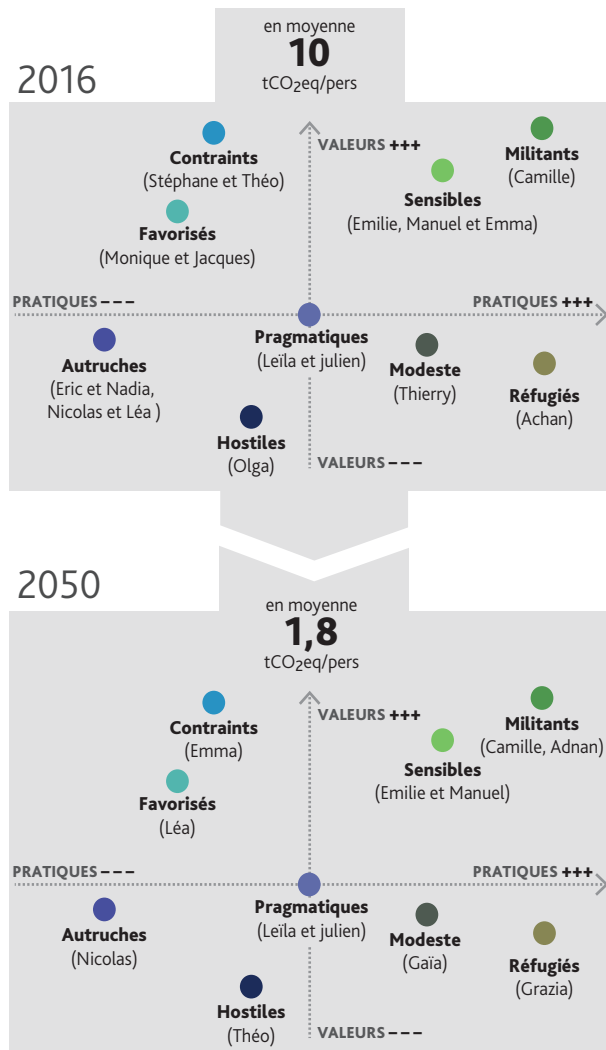 2016
en moyenne
10
tCO2eq/pers
VALEURS +++
Contraints
(Stéphane et Théo)
Militants
(Camille)
Sensibles
(Emilie, Manuel et Emma)
Favorisés
(Monique et Jacques)
PRATIQUES – – –
PRATIQUES +++
Pragmatiques
(Leïla et julien)
Autruches
(Eric et Nadia,
Nicolas et Léa )
Modeste
(Thierry)
Réfugiés
(Achan)
Hostiles
(Olga)
VALEURS – – –
2050
en moyenne
1,8
tCO2eq/pers
VALEURS +++
Contraints
(Emma)
Militants
(Camille, Adnan)
Sensibles
(Emilie et Manuel)
Favorisés
(Léa)
PRATIQUES – – –
PRATIQUES +++
Pragmatiques
(Leïla et julien)
Autruches
(Nicolas)
Modeste
(Gaïa)
Réfugiés
(Grazia)
Hostiles
(Théo)
VALEURS – – –